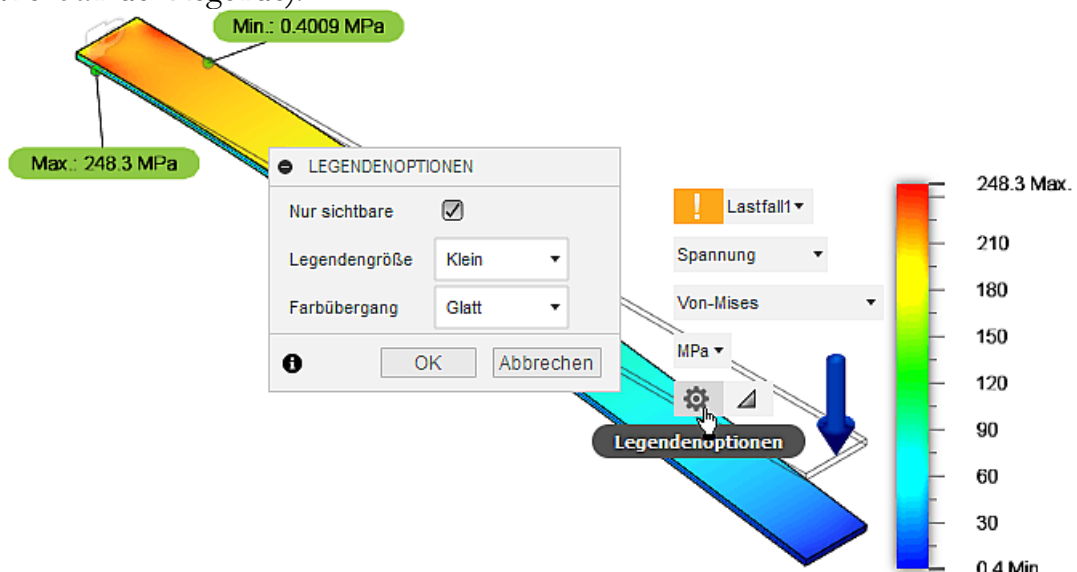 Min.: 0.4009 MPa
Max.: 248.3 MPa
LEGENDENOPTIONEN
Nur sichtbare
Legendengröße Klein
Farbübergang Glatt
OK Abbrechen
Lastfall1
Spannung
Von-Mises
MPa
Legendenoptionen
248.3 Max.
210
180
150
120
90
60
30
0.4 Min